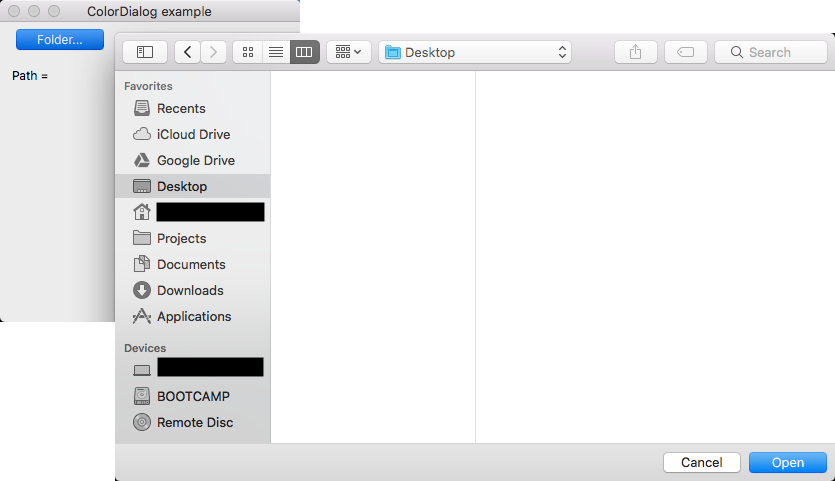 ColorDialog example
Folder...
Path =
Desktop
Search
Favorites
Recents
iCloud Drive
Google Drive
Desktop
Projects
Documents
Downloads
Applications
Devices
BOOTCAMP
Remote Disc
Cancel
Open